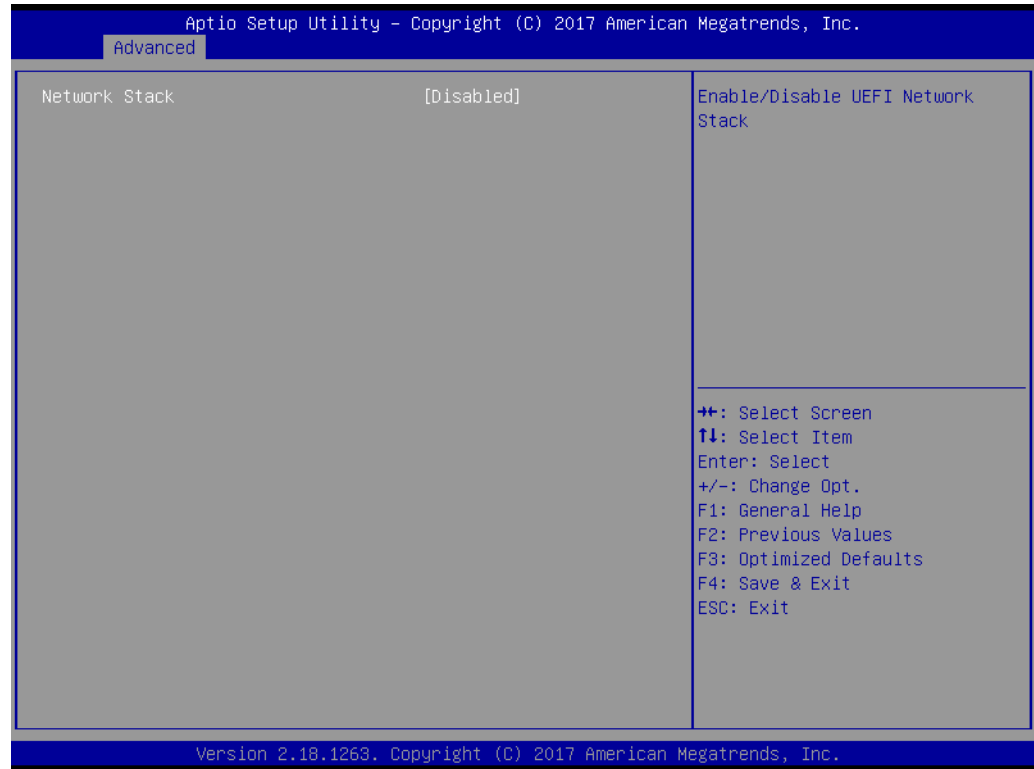 Aptio Setup Utility – Copyright (C) 2017 American Megatrends, Inc.
Advanced
Network Stack [Disabled]
Enable/Disable UEFI Network
Stack
→←: Select Screen
↑↓: Select Item
Enter: Select
+/-: Change Opt.
F1: General Help
F2: Previous Values
F3: Optimized Defaults
F4: Save & Exit
ESC: Exit
Version 2.18.1263. Copyright (C) 2017 American Megatrends, Inc.